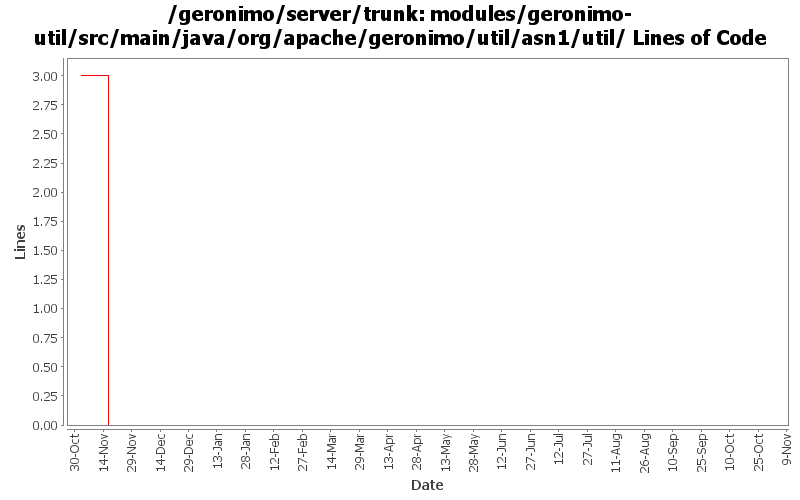 /geronimo/server/trunk: modules/geronimo-
util/src/main/java/org/apache/geronimo/util/asn1/util/ Lines of Code
3.00
2.75
2.50
2.25
2.00
1.75
1.50
1.25
1.00
0.75
0.50
0.25
0.00
Lines
30-Oct
14-Nov
29-Nov
14-Dec
29-Dec
13-Jan
28-Jan
12-Feb
27-Feb
14-Mar
29-Mar
13-Apr
28-Apr
13-May
28-May
12-Jun
27-Jun
12-Jul
27-Jul
11-Aug
26-Aug
10-Sep
25-Sep
10-Oct
25-Oct
9-Nov
Date